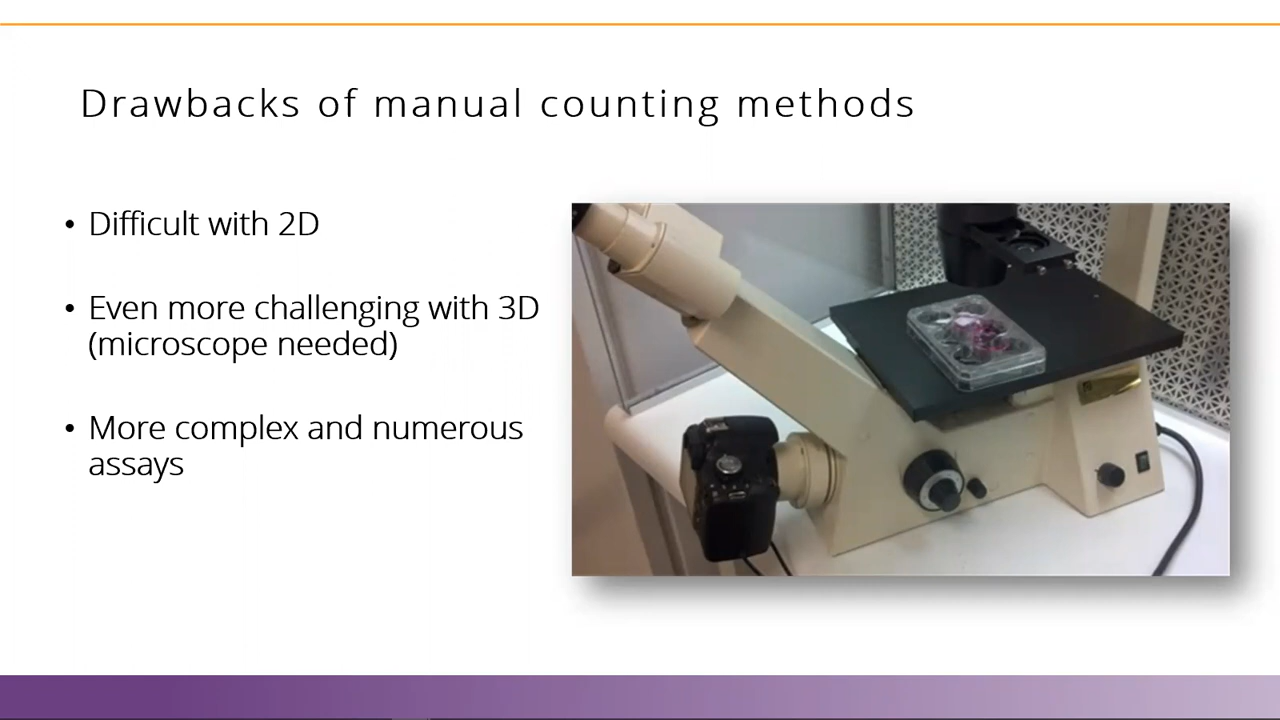 Drawbacks of manual counting methods
• Difficult with 2D
• Even more challenging with 3D
(microscope needed)
• More complex and numerous
assays